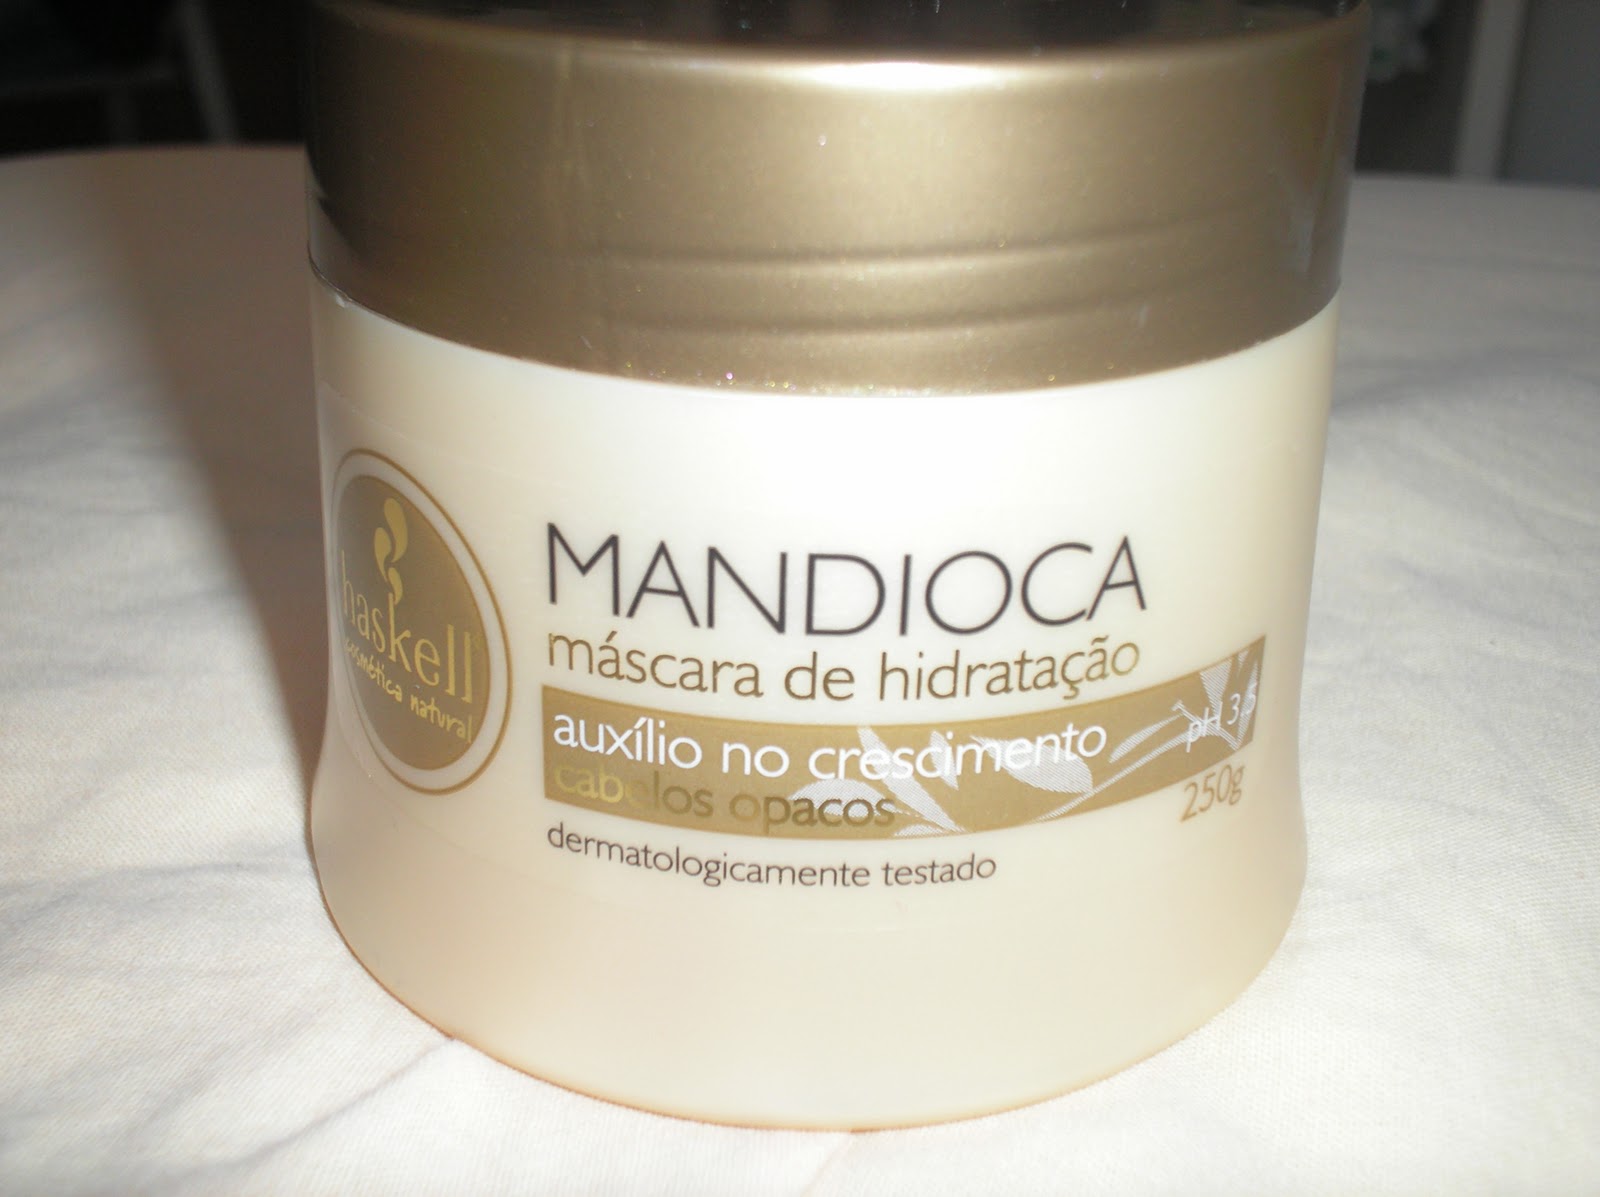 haskell
cosmética natural
MANDIOCA
máscara de hidratação
auxílio no crescimento
pH 3,5
cabelos opacos
250g
dermatologicamente testado